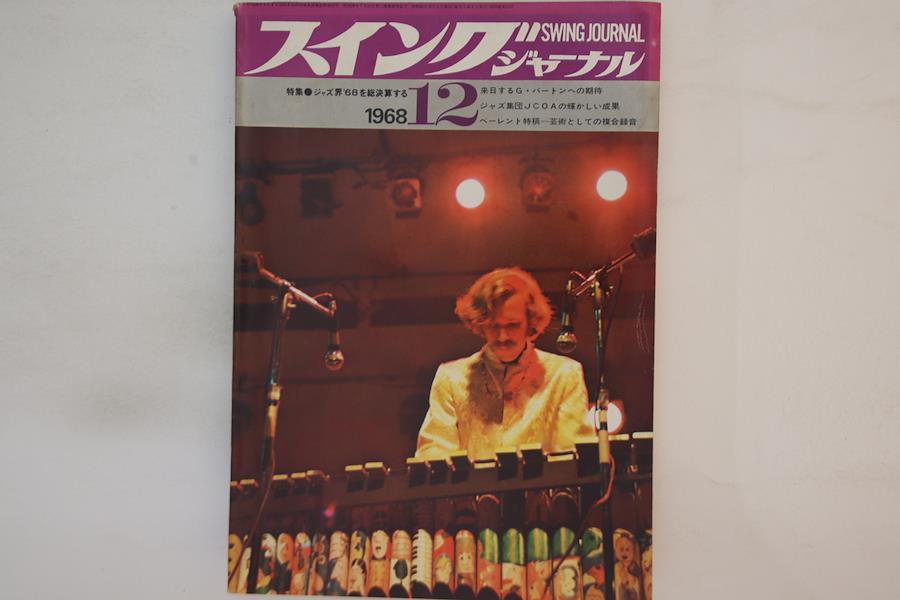 スイングジャーナル
SWING JOURNAL
特集●ジャズ界'68を総決算する
1968 12
来日するG・バートンへの期待
ジャズ集団JCOAの輝かしい成果
ベーレント特稿—芸術としての複合録音